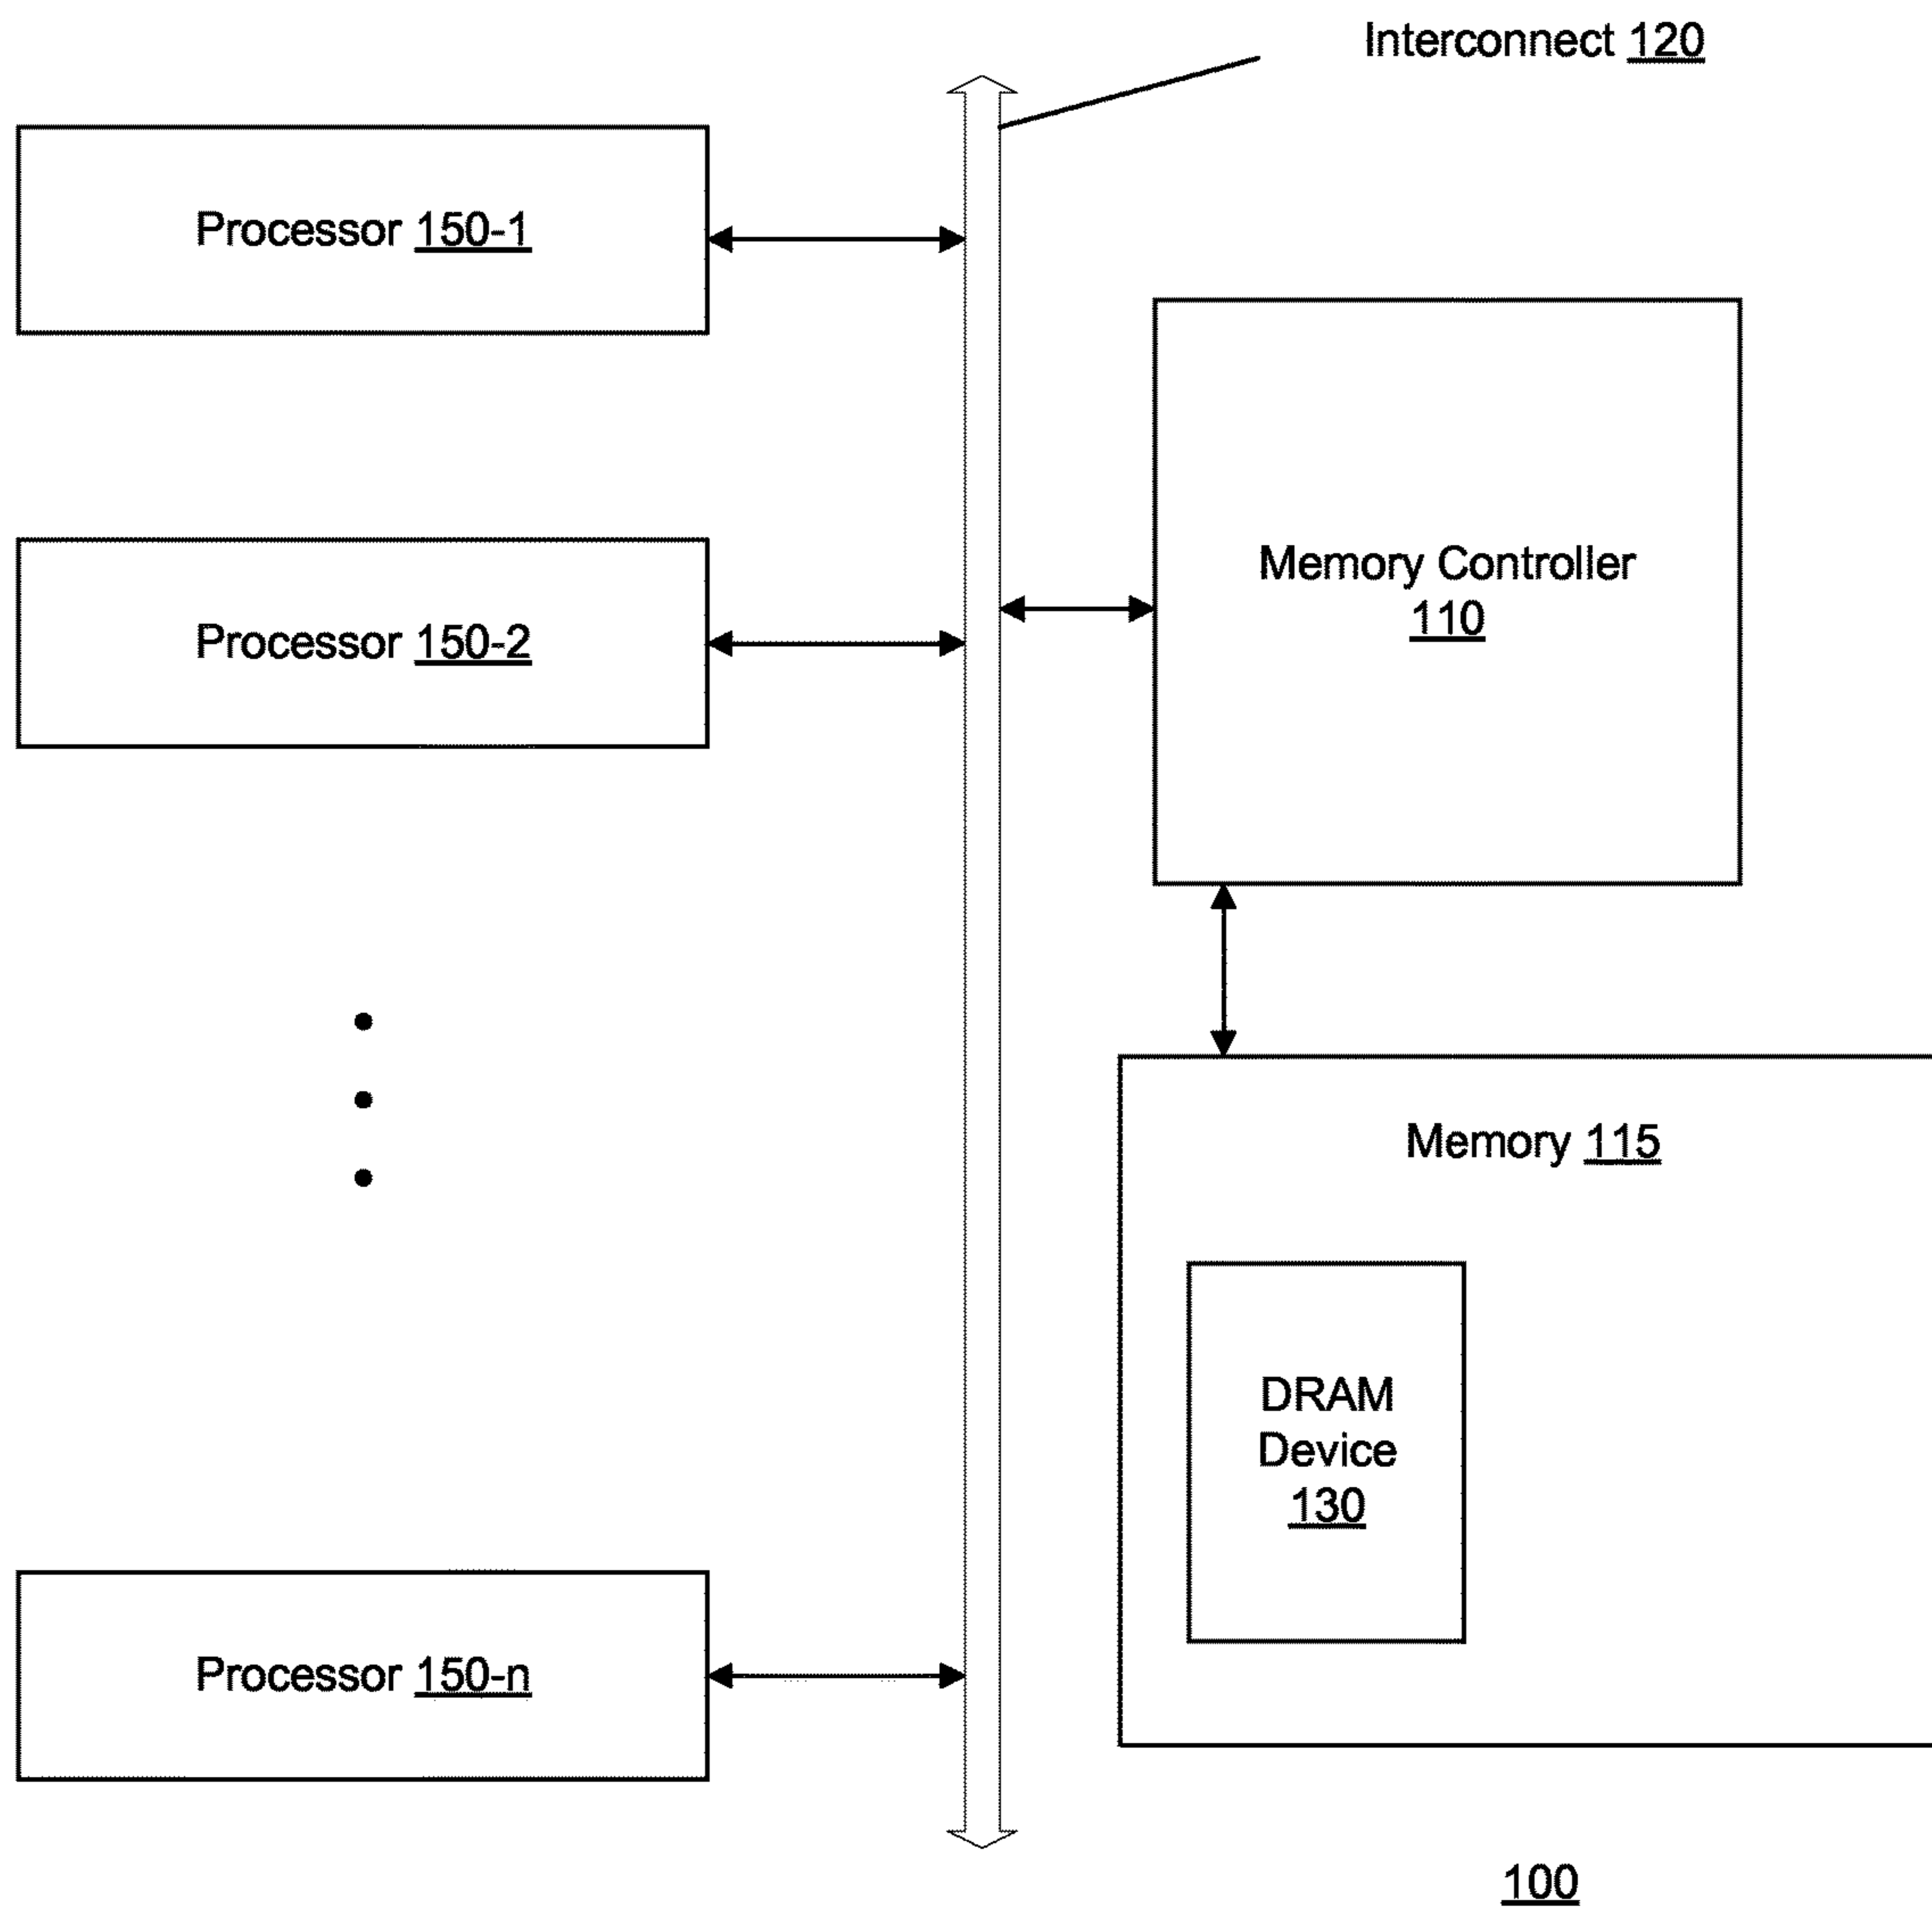 Interconnect 120
Processor 150-1
Memory Controller
110
Processor 150-2
Memory 115
DRAM
Device
130
Processor 150-n
100